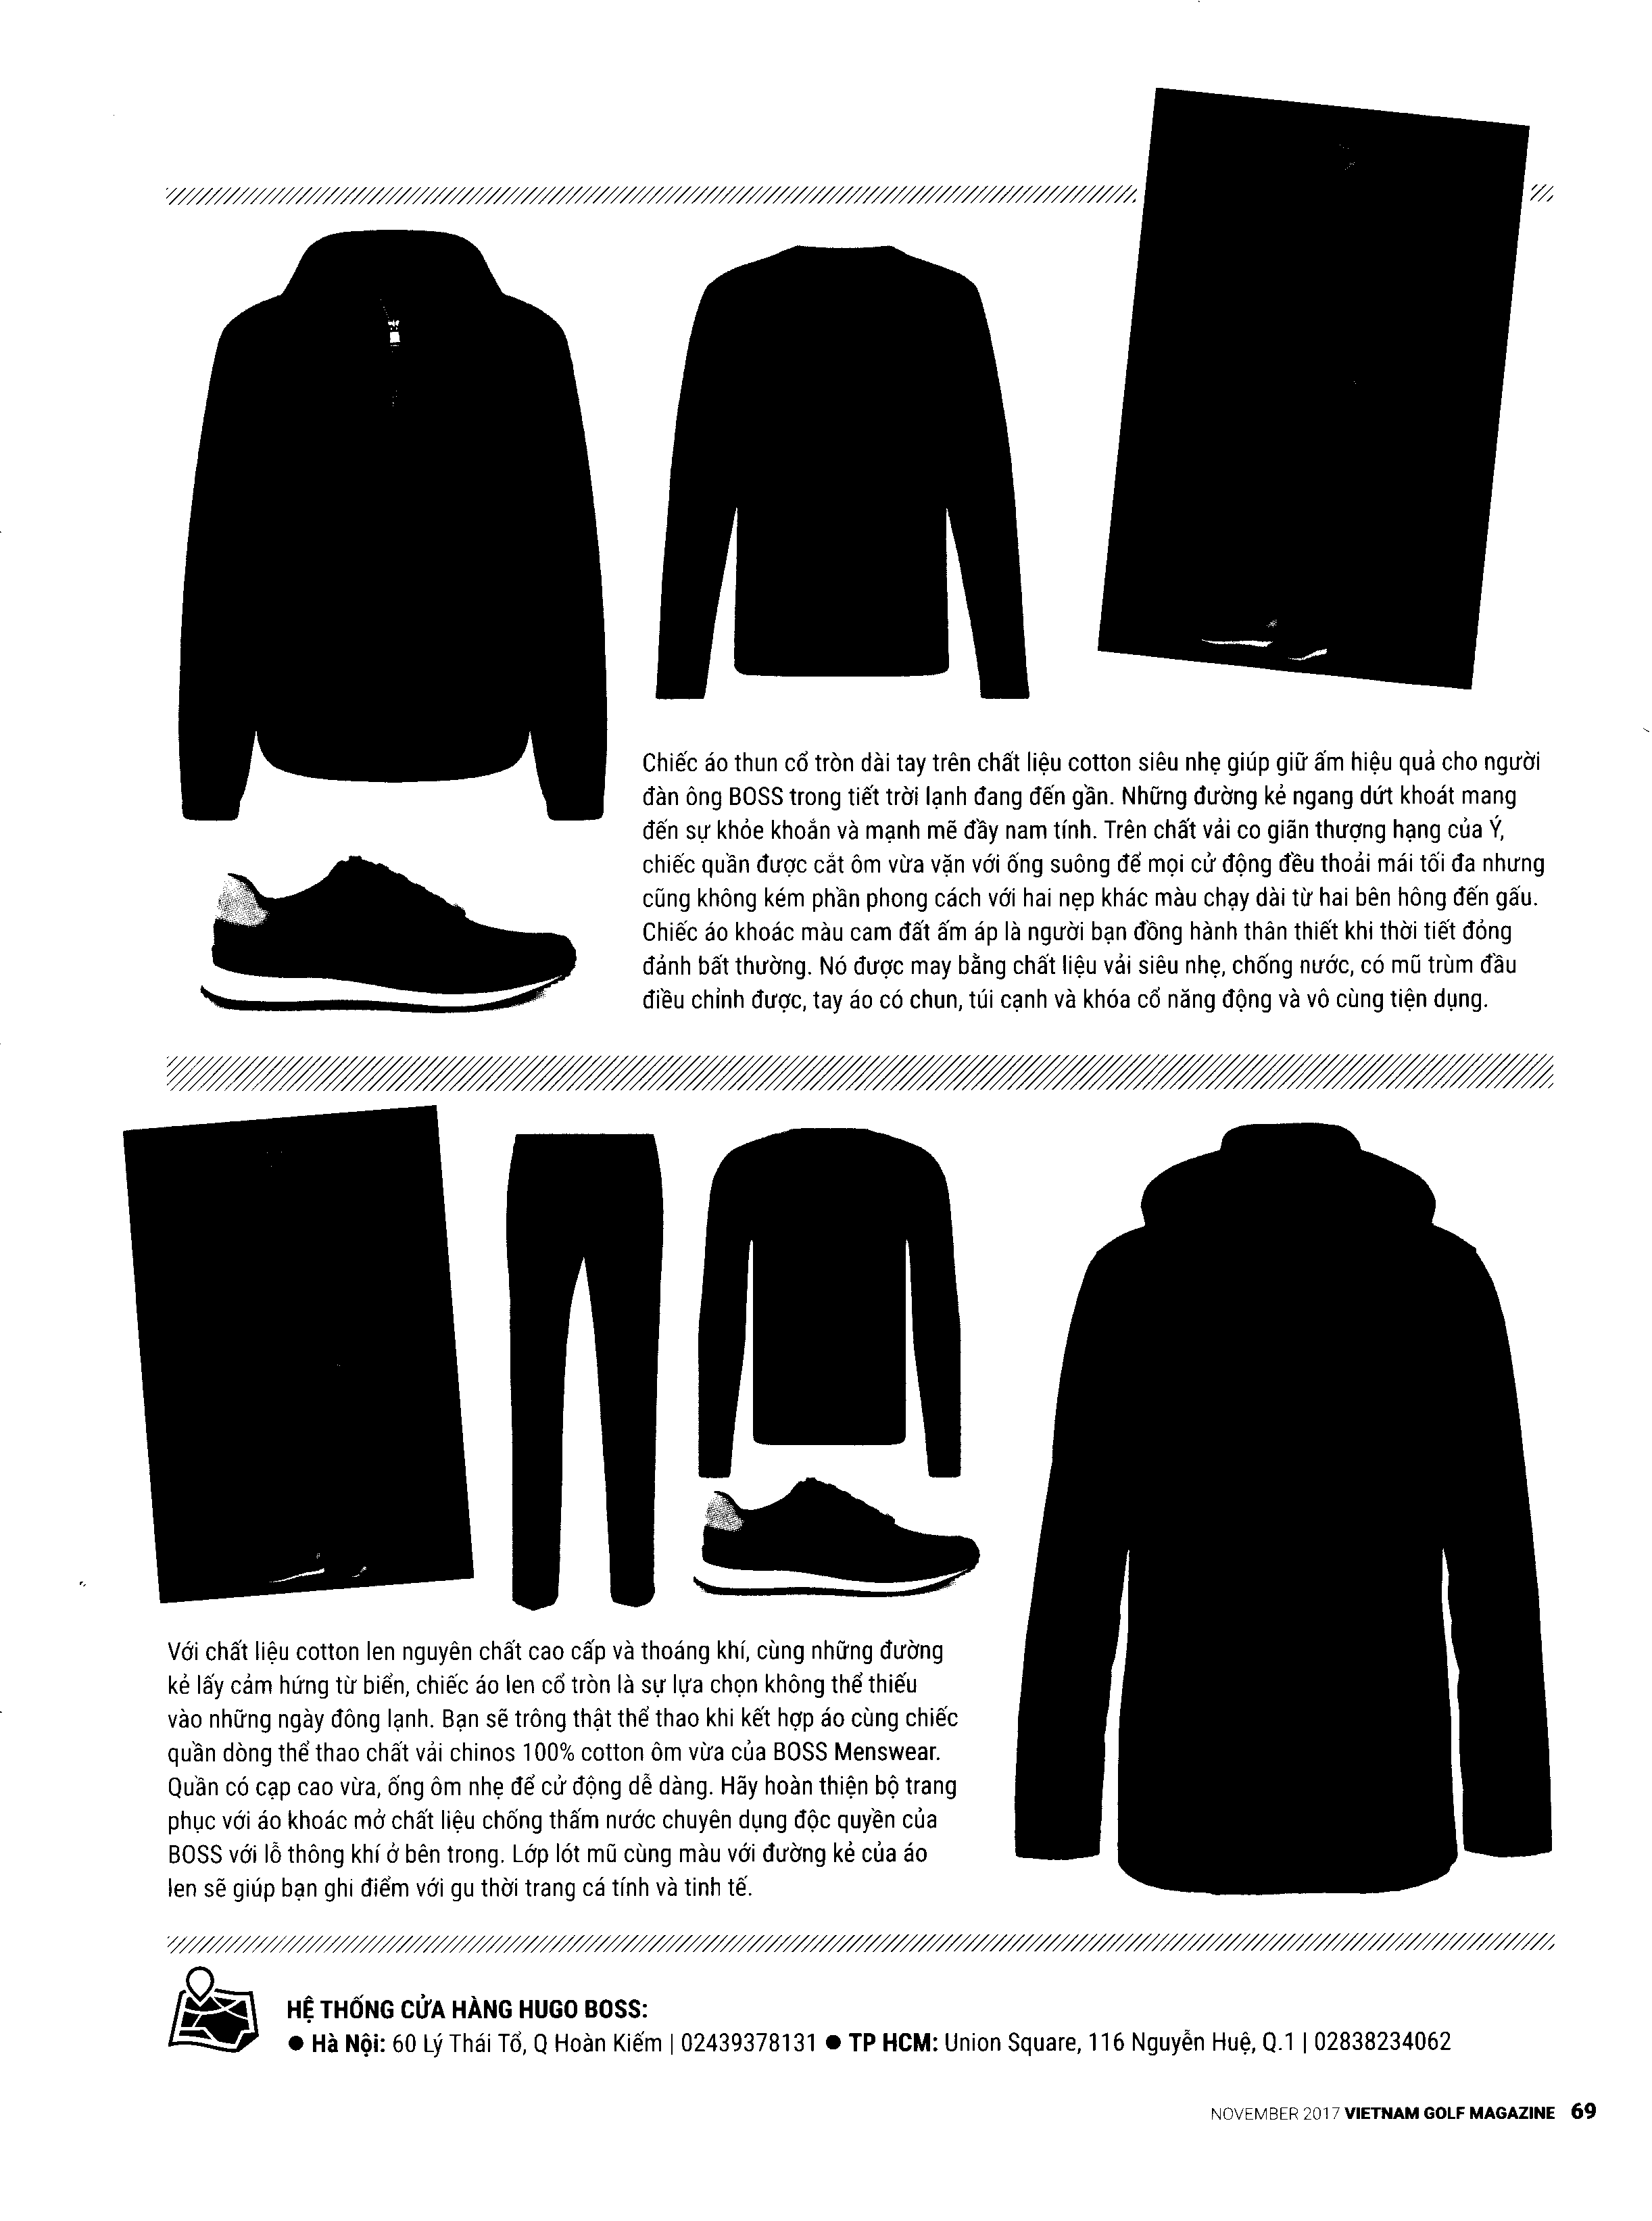 Chiếc áo thun cổ tròn dài tay trên chất liệu cotton siêu nhẹ giúp giữ ấm hiệu quả cho người
đàn ông BOSS trong tiết trời lạnh đang đến gần. Những đường kẻ ngang dứt khoát mang
đến sự khỏe khoắn và mạnh mẽ đầy nam tính. Trên chất vải co giãn thượng hạng của Ý,
chiếc quần được cắt ôm vừa vặn với ống suông để mọi cử động đều thoải mái tối đa nhưng
cũng không kém phần phong cách với hai nẹp khác màu chạy dài từ hai bên hông đến gấu.
Chiếc áo khoác màu cam đất ấm áp là người bạn đồng hành thân thiết khi thời tiết đỏng
đảnh bất thường. Nó được may bằng chất liệu vải siêu nhẹ, chống nước, có mũ trùm đầu
điều chỉnh được, tay áo có chun, túi cạnh và khóa cổ năng động và vô cùng tiện dụng.
Với chất liệu cotton len nguyên chất cao cấp và thoáng khí, cùng những đường
kẻ lấy cảm hứng từ biển, chiếc áo len cổ tròn là sự lựa chọn không thể thiếu
vào những ngày đông lạnh. Bạn sẽ trông thật thể thao khi kết hợp áo cùng chiếc
quần dòng thể thao chất vải chinos 100% cotton ôm vừa của BOSS Menswear.
Quần có cạp cao vừa, ống ôm nhẹ để cử động dễ dàng. Hãy hoàn thiện bộ trang
phục với áo khoác mở chất liệu chống thấm nước chuyên dụng độc quyền của
BOSS với lỗ thông khí ở bên trong. Lớp lót mũ cùng màu với đường kẻ của áo
len sẽ giúp bạn ghi điểm với gu thời trang cá tính và tinh tế.
HỆ THỐNG CỬA HÀNG HUGO BOSS:
● Hà Nội: 60 Lý Thái Tổ, Q Hoàn Kiếm | 02439378131 ● TP HCM: Union Square, 116 Nguyễn Huệ, Q.1 | 02838234062
NOVEMBER 2017 VIETNAM GOLF MAGAZINE 69